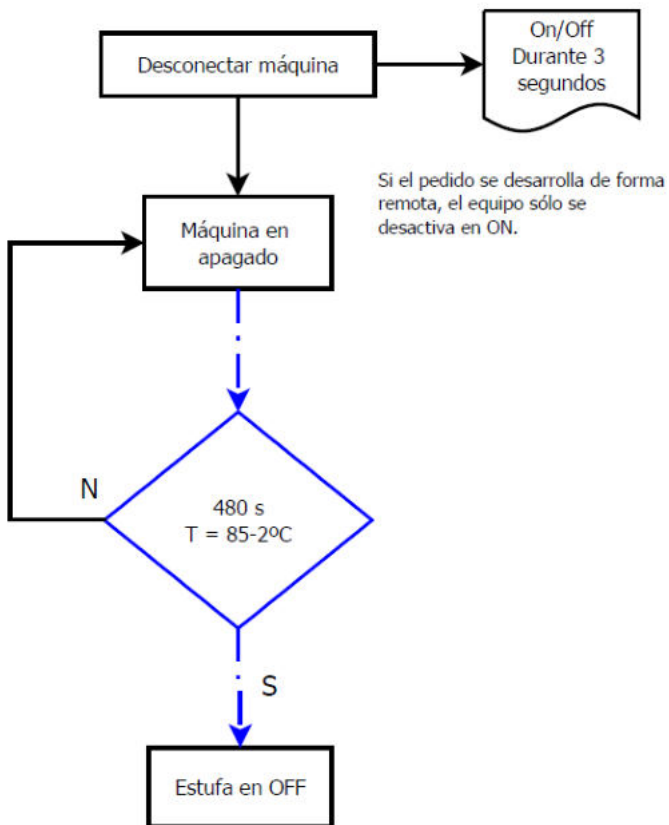 Desconectar máquina
On/Off
Durante 3
segundos
Si el pedido se desarrolla de forma
remota, el equipo sólo se
desactiva en ON.
Máquina en
apagado
N
480 s
T = 85-2ºC
S
Estufa en OFF